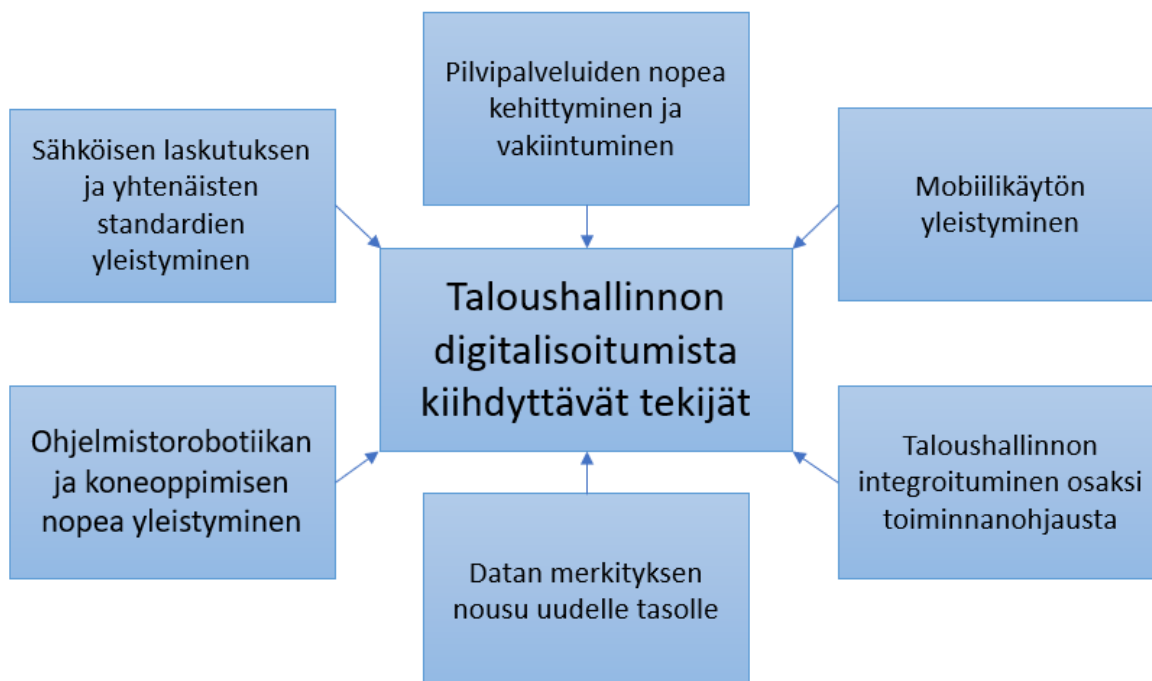 Pilvipalveluiden nopea
kehittyminen ja
vakiintuminen
Sähköisen laskutuksen
ja yhtenäisten
standardien
yleistyminen
Mobiilikäytön
yleistyminen
Taloushallinnon
digitalisoitumista
kiihdyttävät tekijät
Ohjelmistorobotiikan
ja koneoppimisen
nopea yleistyminen
Taloushallinnon
integroituminen osaksi
toiminnanohjausta
Datan merkityksen
nousu uudelle tasolle